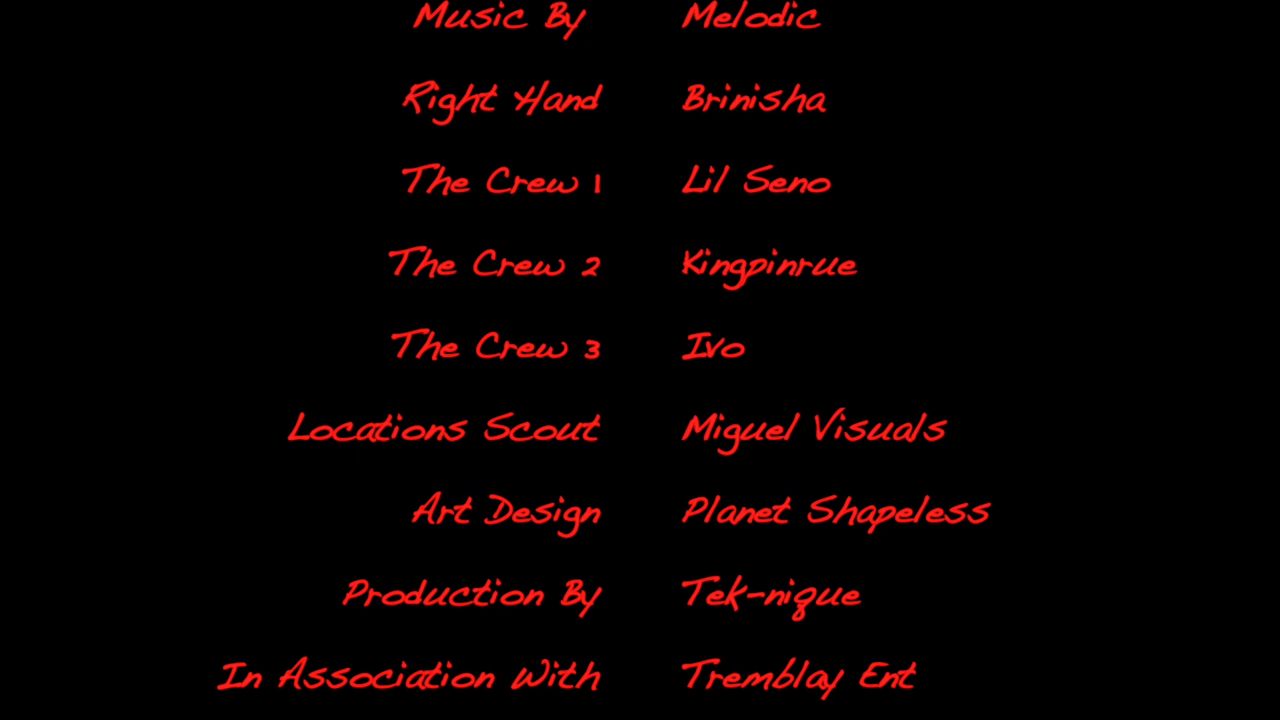 Music By Melodic
Right Hand Brinisha
The Crew 1 Lil Seno
The Crew 2 Kingpinrue
The Crew 3 Ivo
Locations Scout Miguel Visuals
Art Design Planet Shapeless
Production By Tek-nique
In Association With Tremblay Ent